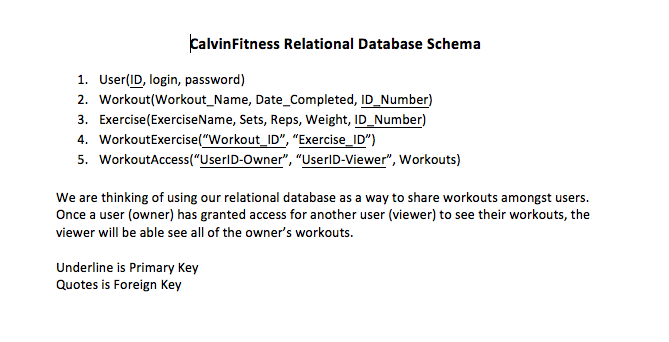 CalvinFitness Relational Database Schema
1. User(ID, login, password)
2. Workout(Workout_Name, Date_Completed, ID_Number)
3. Exercise(ExerciseName, Sets, Reps, Weight, ID_Number)
4. WorkoutExercise(“Workout_ID”, “Exercise_ID”)
5. WorkoutAccess(“UserID-Owner”, “UserID-Viewer”, Workouts)
We are thinking of using our relational database as a way to share workouts amongst users.
Once a user (owner) has granted access for another user (viewer) to see their workouts, the
viewer will be able see all of the owner’s workouts.
Underline is Primary Key
Quotes is Foreign Key